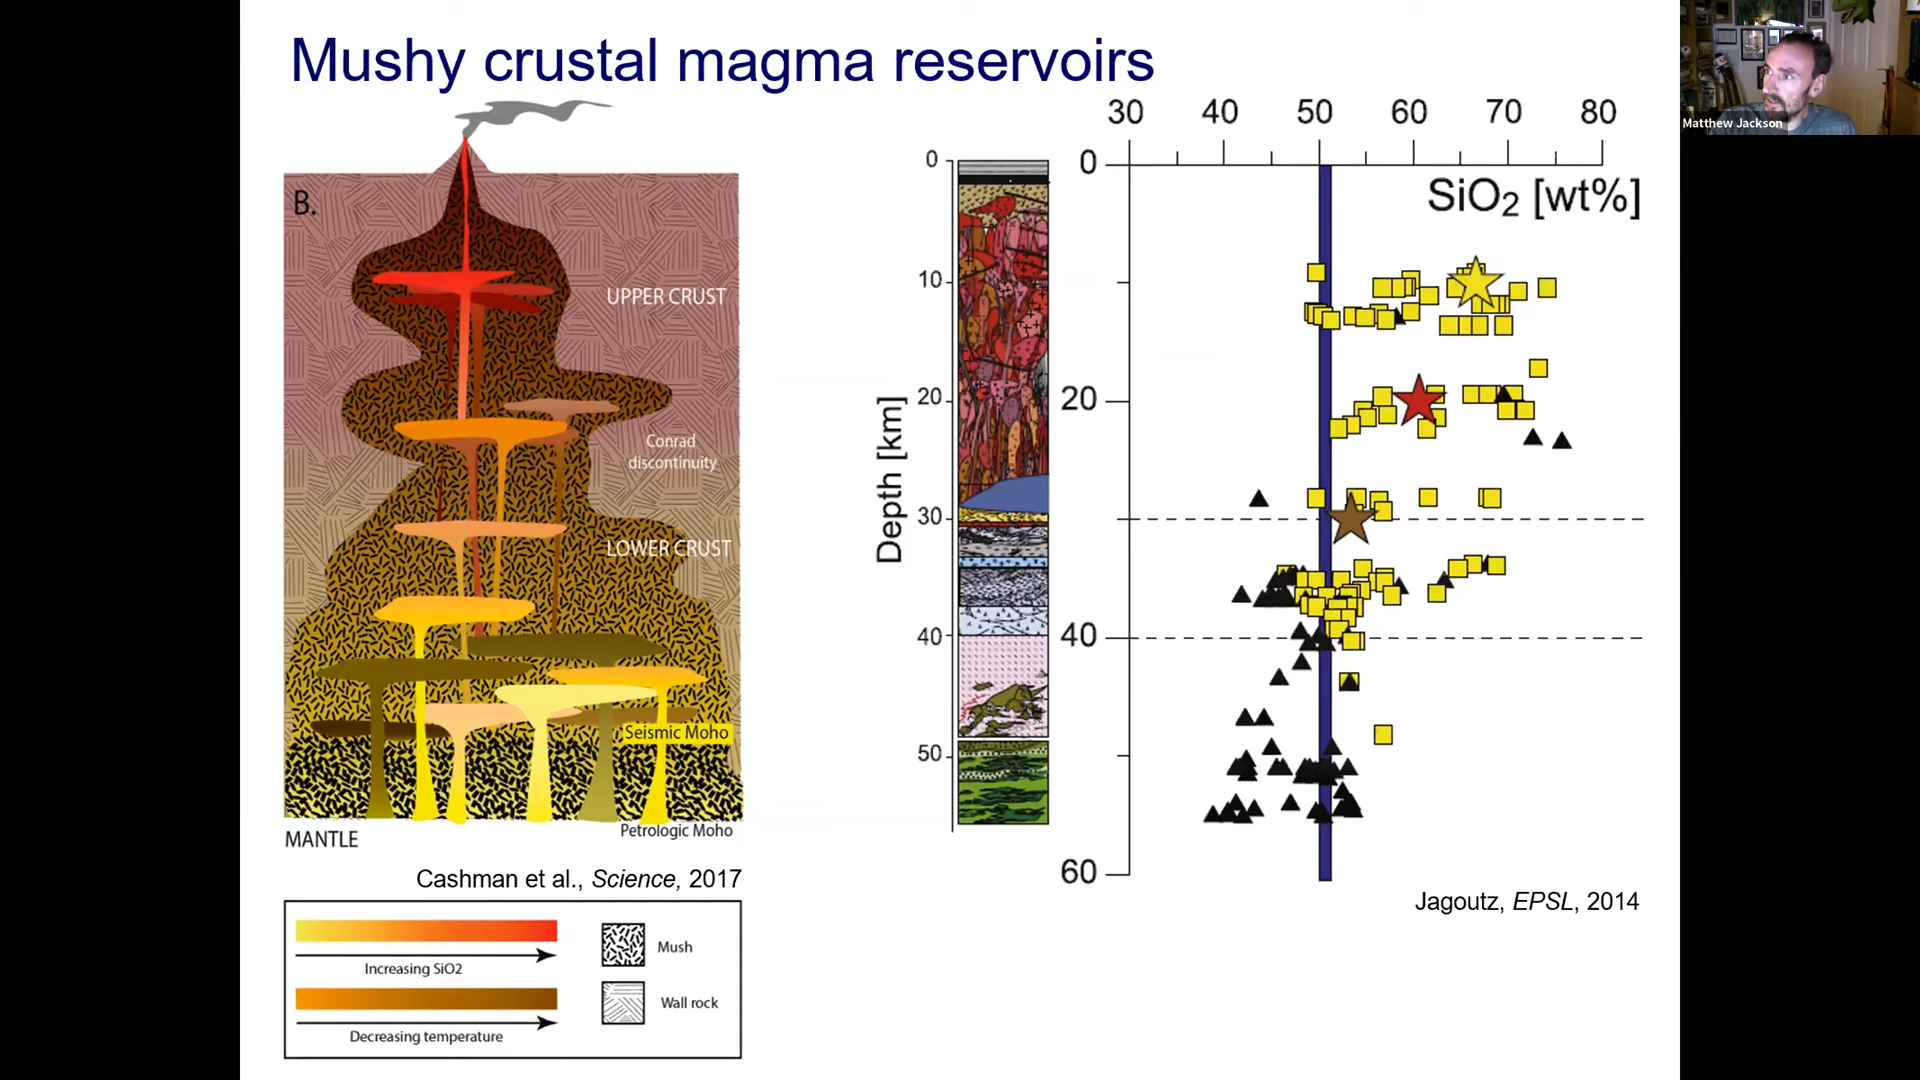 Mushy crustal magma reservoirs
Matthew Jackson
B.
UPPER CRUST
Conrad
discontinuity
LOWER CRUST
Seismic Moho
Petrologic Moho
MANTLE
Cashman et al., Science, 2017
Increasing SiO2
Decreasing temperature
Mush
Wall rock
Depth [km]
0
10
20
30
40
50
30 40 50 60 70 80
SiO2 [wt%]
0
20
40
60
Jagoutz, EPSL, 2014